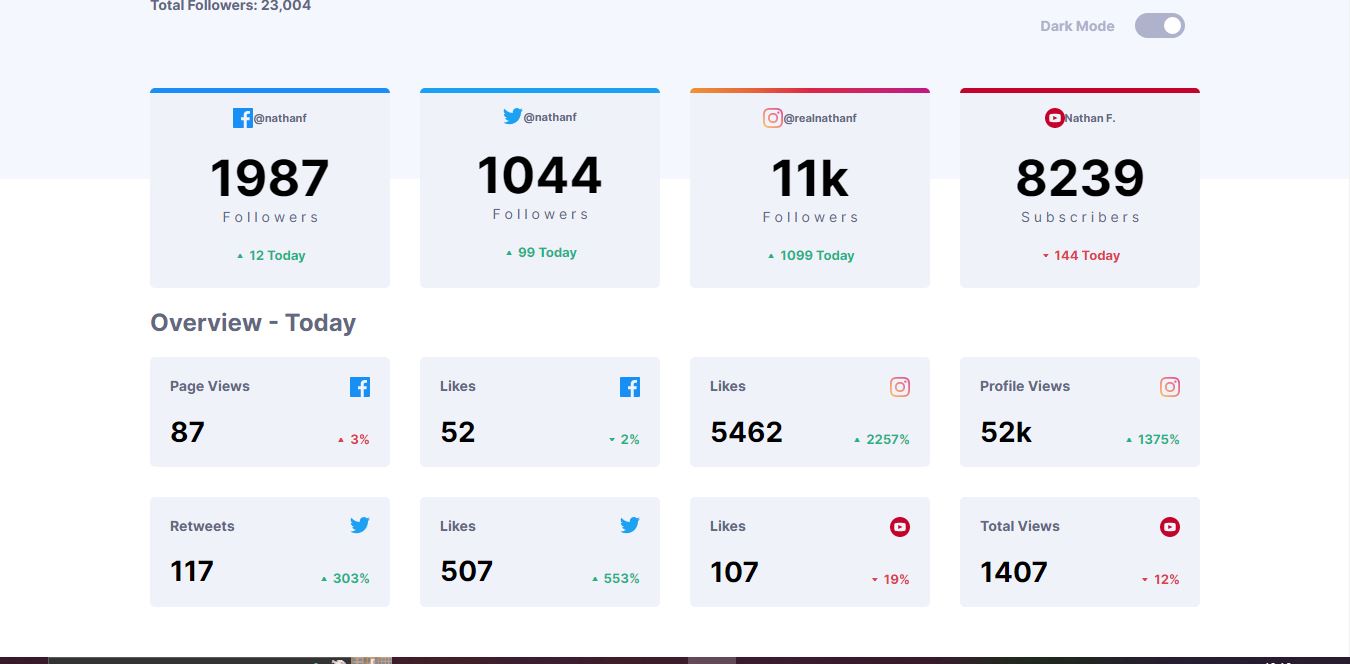 Total Followers: 23,004
Dark Mode
@nathanf
1987
Followers
12 Today
@nathanf
1044
Followers
99 Today
@realnathanf
11k
Followers
1099 Today
Nathan F.
8239
Subscribers
144 Today
Overview - Today
Page Views
87
3%
Likes
52
2%
Likes
5462
2257%
Profile Views
52k
1375%
Retweets
117
303%
Likes
507
553%
Likes
107
19%
Total Views
1407
12%